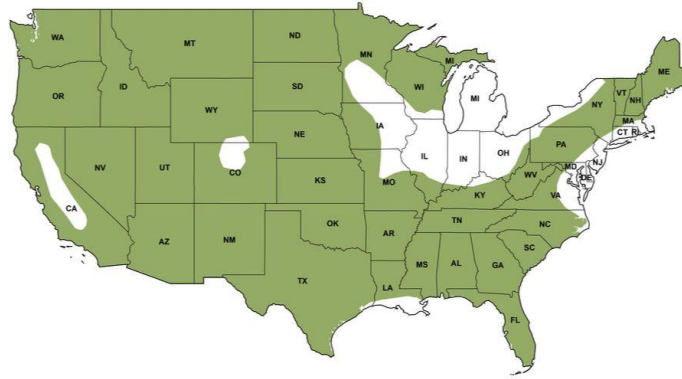 WA
MT
ND
MN
MI
ME
VT
NH
OR
ID
SD
WI
MI
NY
MA
CT RI
WY
NE
IA
PA
NJ
NV
UT
CO
KS
MO
IL
IN
OH
WV
MD
DE
VA
KY
CA
AZ
NM
OK
AR
TN
NC
SC
TX
LA
MS
AL
GA
FL